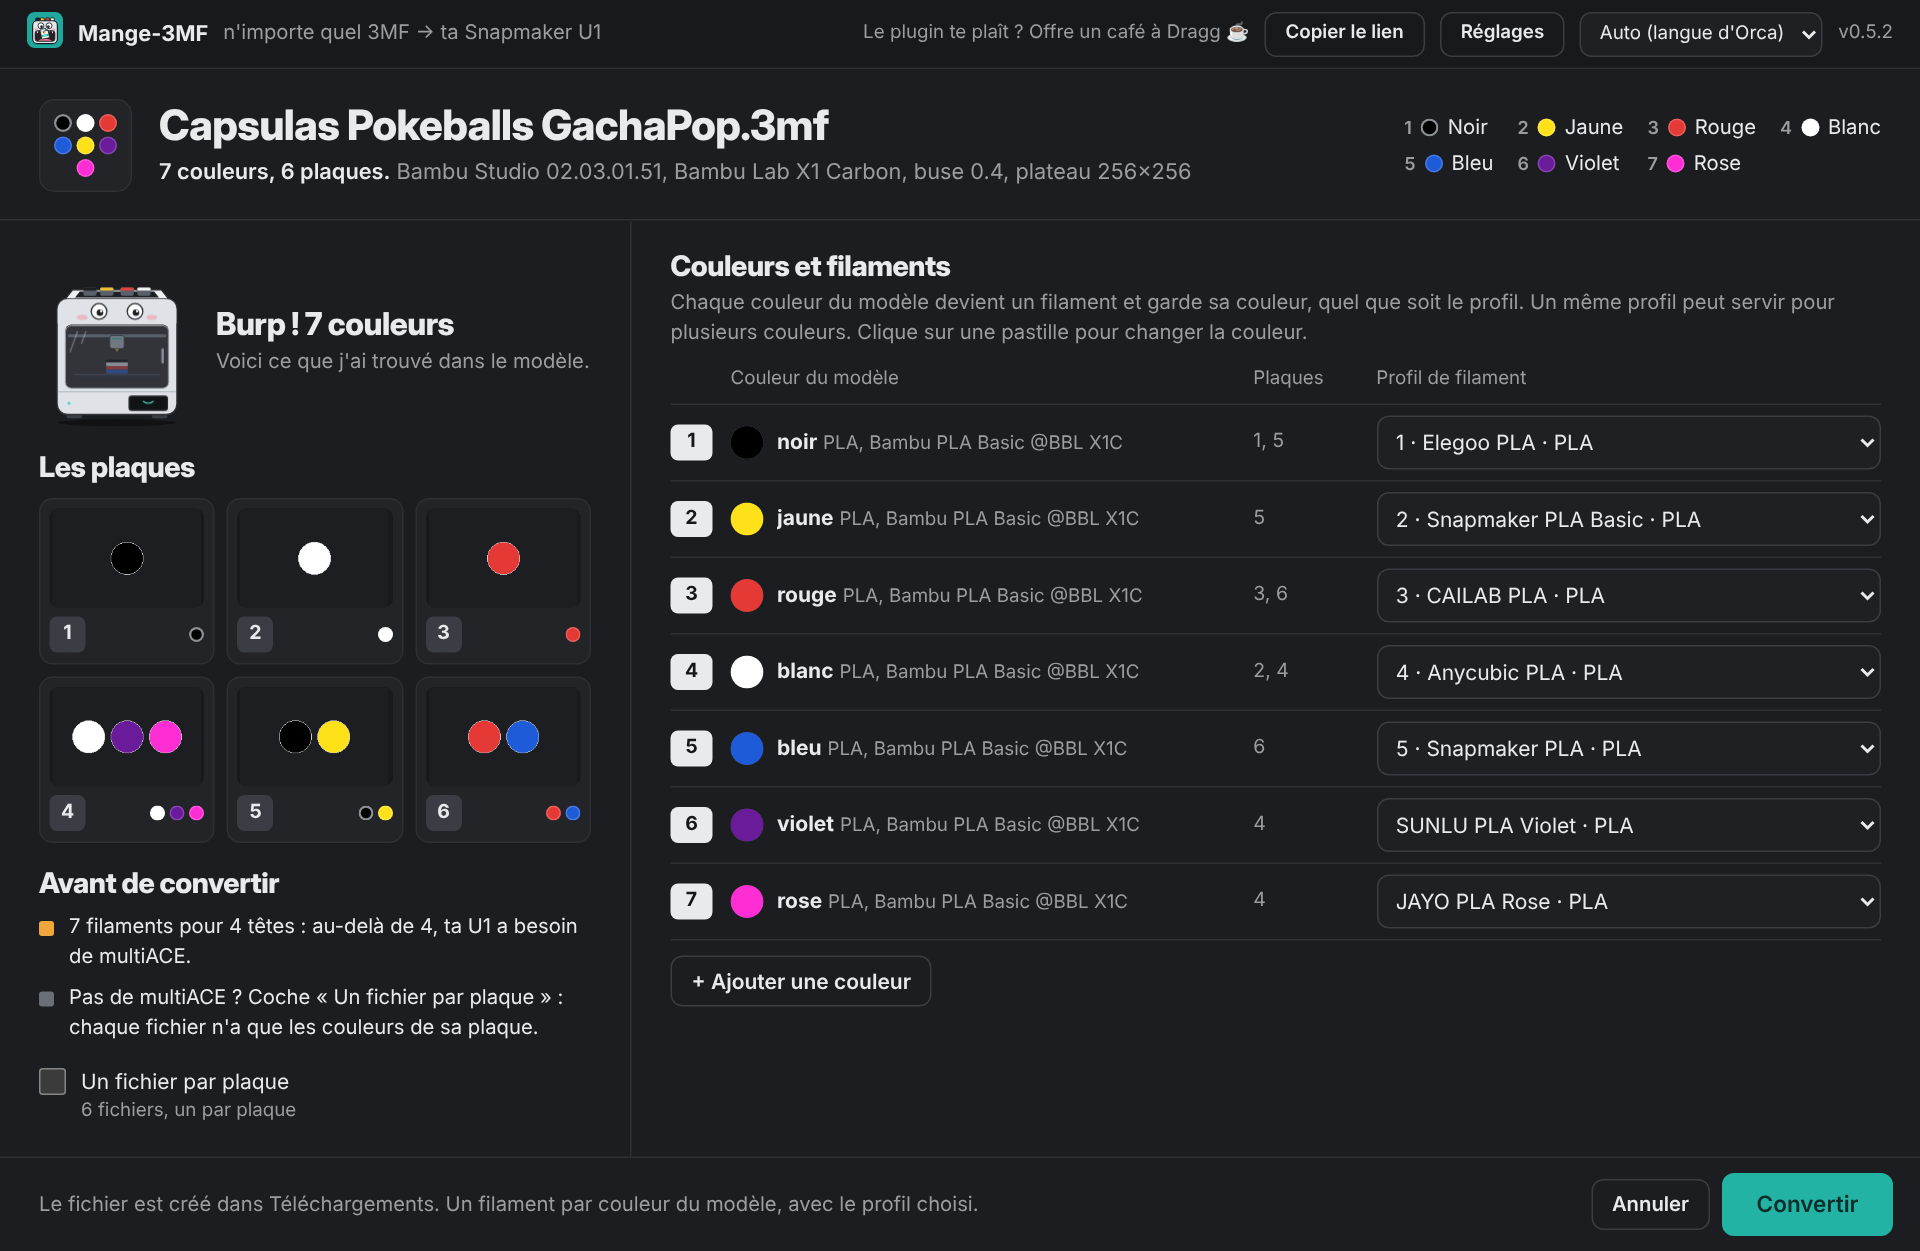 Mange-3MF n'importe quel 3MF → ta Snapmaker U1
Le plugin te plaît ? Offre un café à Dragg ☕
Copier le lien
Réglages
Auto (langue d'Orca)
v0.5.2
Capsulas Pokeballs GachaPop.3mf
7 couleurs, 6 plaques. Bambu Studio 02.03.01.51, Bambu Lab X1 Carbon, buse 0.4, plateau 256×256
1 Noir 2 Jaune 3 Rouge 4 Blanc
5 Bleu 6 Violet 7 Rose
Burp ! 7 couleurs
Voici ce que j'ai trouvé dans le modèle.
Les plaques
1 2 3
4 5 6
Avant de convertir
7 filaments pour 4 têtes : au-delà de 4, ta U1 a besoin
de multiACE.
Pas de multiACE ? Coche « Un fichier par plaque » :
chaque fichier n'a que les couleurs de sa plaque.
Un fichier par plaque
6 fichiers, un par plaque
Couleurs et filaments
Chaque couleur du modèle devient un filament et garde sa couleur, quel que soit le profil. Un même profil peut servir pour
plusieurs couleurs. Clique sur une pastille pour changer la couleur.
Couleur du modèle Plaques Profil de filament
1 noir PLA, Bambu PLA Basic @BBL X1C 1, 5 1 · Elegoo PLA · PLA
2 jaune PLA, Bambu PLA Basic @BBL X1C 5 2 · Snapmaker PLA Basic · PLA
3 rouge PLA, Bambu PLA Basic @BBL X1C 3, 6 3 · CAILAB PLA · PLA
4 blanc PLA, Bambu PLA Basic @BBL X1C 2, 4 4 · Anycubic PLA · PLA
5 bleu PLA, Bambu PLA Basic @BBL X1C 6 5 · Snapmaker PLA · PLA
6 violet PLA, Bambu PLA Basic @BBL X1C 4 SUNLU PLA Violet · PLA
7 rose PLA, Bambu PLA Basic @BBL X1C 4 JAYO PLA Rose · PLA
+ Ajouter une couleur
Le fichier est créé dans Téléchargements. Un filament par couleur du modèle, avec le profil choisi.
Annuler
Convertir